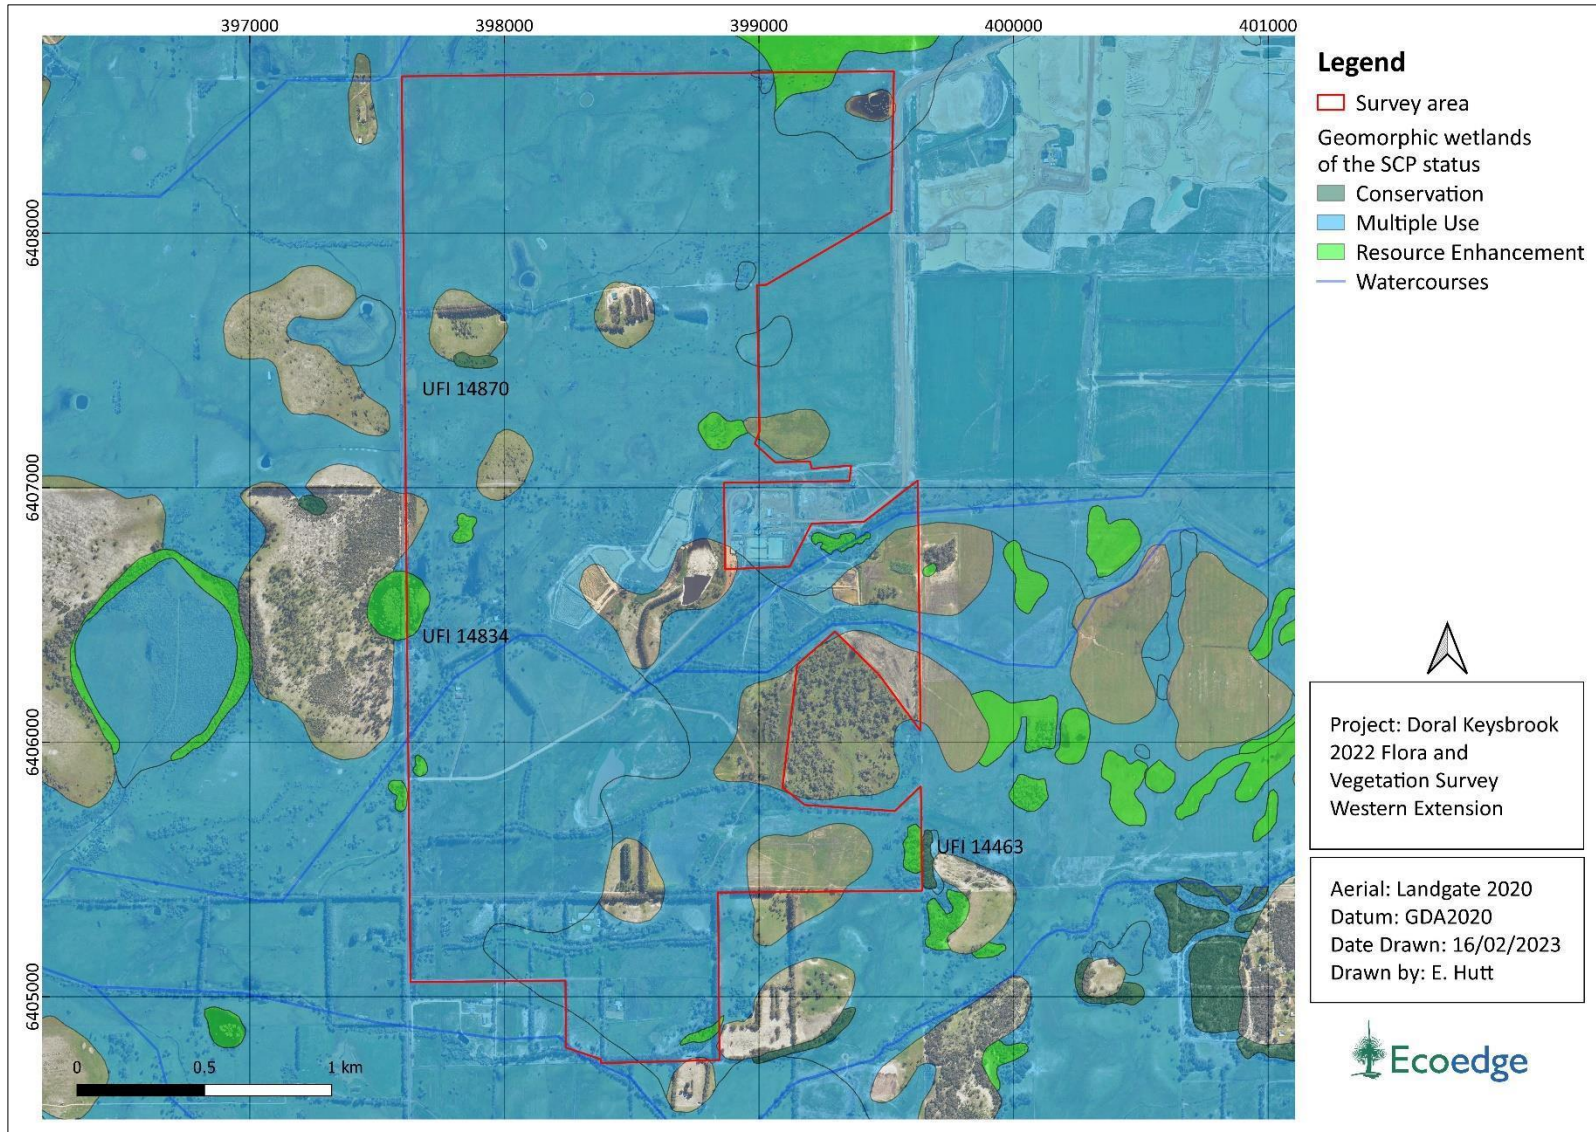 397000
398000
399000
400000
401000
6408000
6407000
6406000
6405000
UFI 14870
UFI 14834
UFI 14463
0
0.5
1 km
Legend
Survey area
Geomorphic wetlands
of the SCP status
Conservation
Multiple Use
Resource Enhancement
Watercourses
Project: Doral Keysbrook
2022 Flora and
Vegetation Survey
Western Extension
Aerial: Landgate 2020
Datum: GDA2020
Date Drawn: 16/02/2023
Drawn by: E. Hutt
Ecoedge